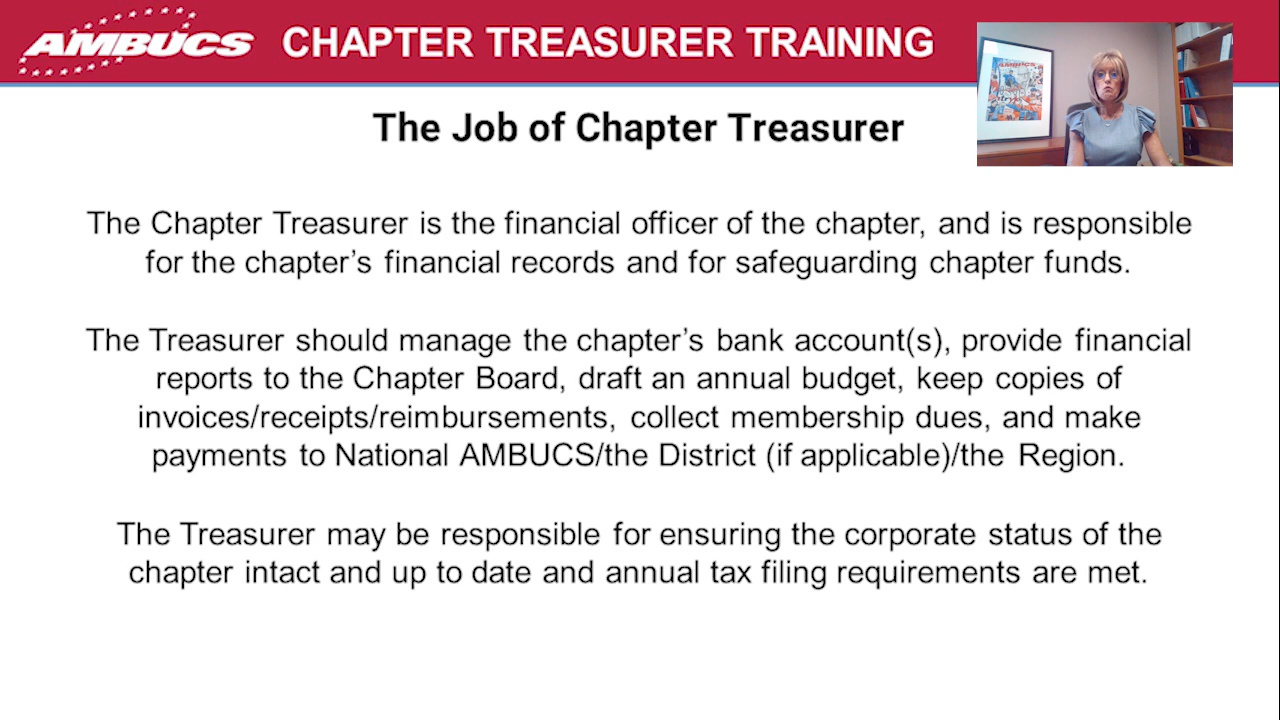 AMBUCS CHAPTER TREASURER TRAINING
AMBUCS
The Job of Chapter Treasurer
The Chapter Treasurer is the financial officer of the chapter, and is responsible
for the chapter’s financial records and for safeguarding chapter funds.
The Treasurer should manage the chapter’s bank account(s), provide financial
reports to the Chapter Board, draft an annual budget, keep copies of
invoices/receipts/reimbursements, collect membership dues, and make
payments to National AMBUCS/the District (if applicable)/the Region.
The Treasurer may be responsible for ensuring the corporate status of the
chapter intact and up to date and annual tax filing requirements are met.